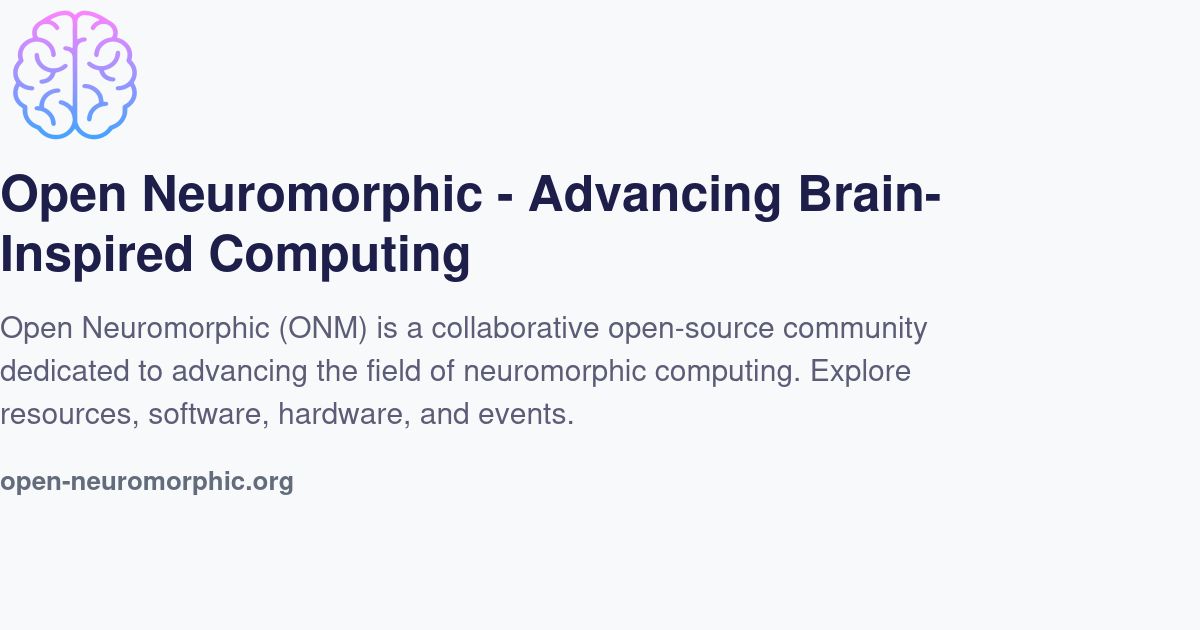 Open Neuromorphic - Advancing Brain-
Inspired Computing
Open Neuromorphic (ONM) is a collaborative open-source community
dedicated to advancing the field of neuromorphic computing. Explore
resources, software, hardware, and events.
open-neuromorphic.org